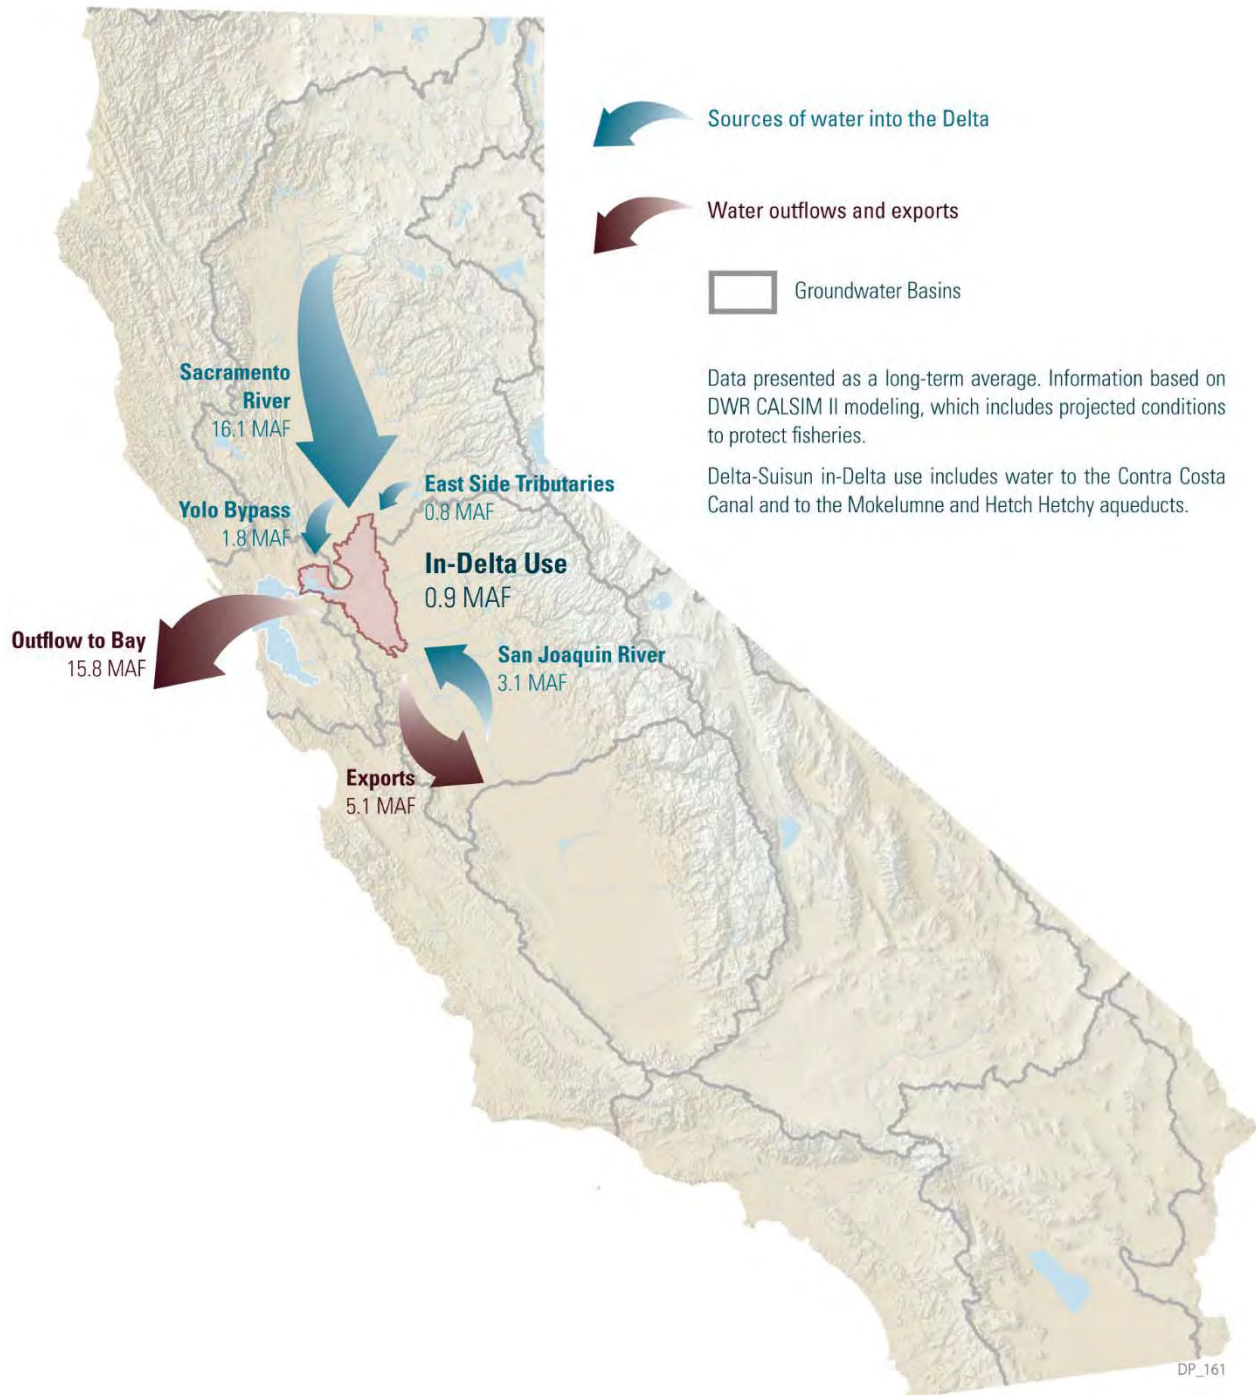 Sources of water into the Delta
Water outflows and exports
Groundwater Basins
Data presented as a long-term average. Information based on
DWR CALSIM II modeling, which includes projected conditions
to protect fisheries.
Delta-Suisun in-Delta use includes water to the Contra Costa
Canal and to the Mokelumne and Hetch Hetchy aqueducts.
Sacramento
River
16.1 MAF
East Side Tributaries
0.8 MAF
Yolo Bypass
1.8 MAF
In-Delta Use
0.9 MAF
Outflow to Bay
15.8 MAF
San Joaquin River
3.1 MAF
Exports
5.1 MAF
DP_161